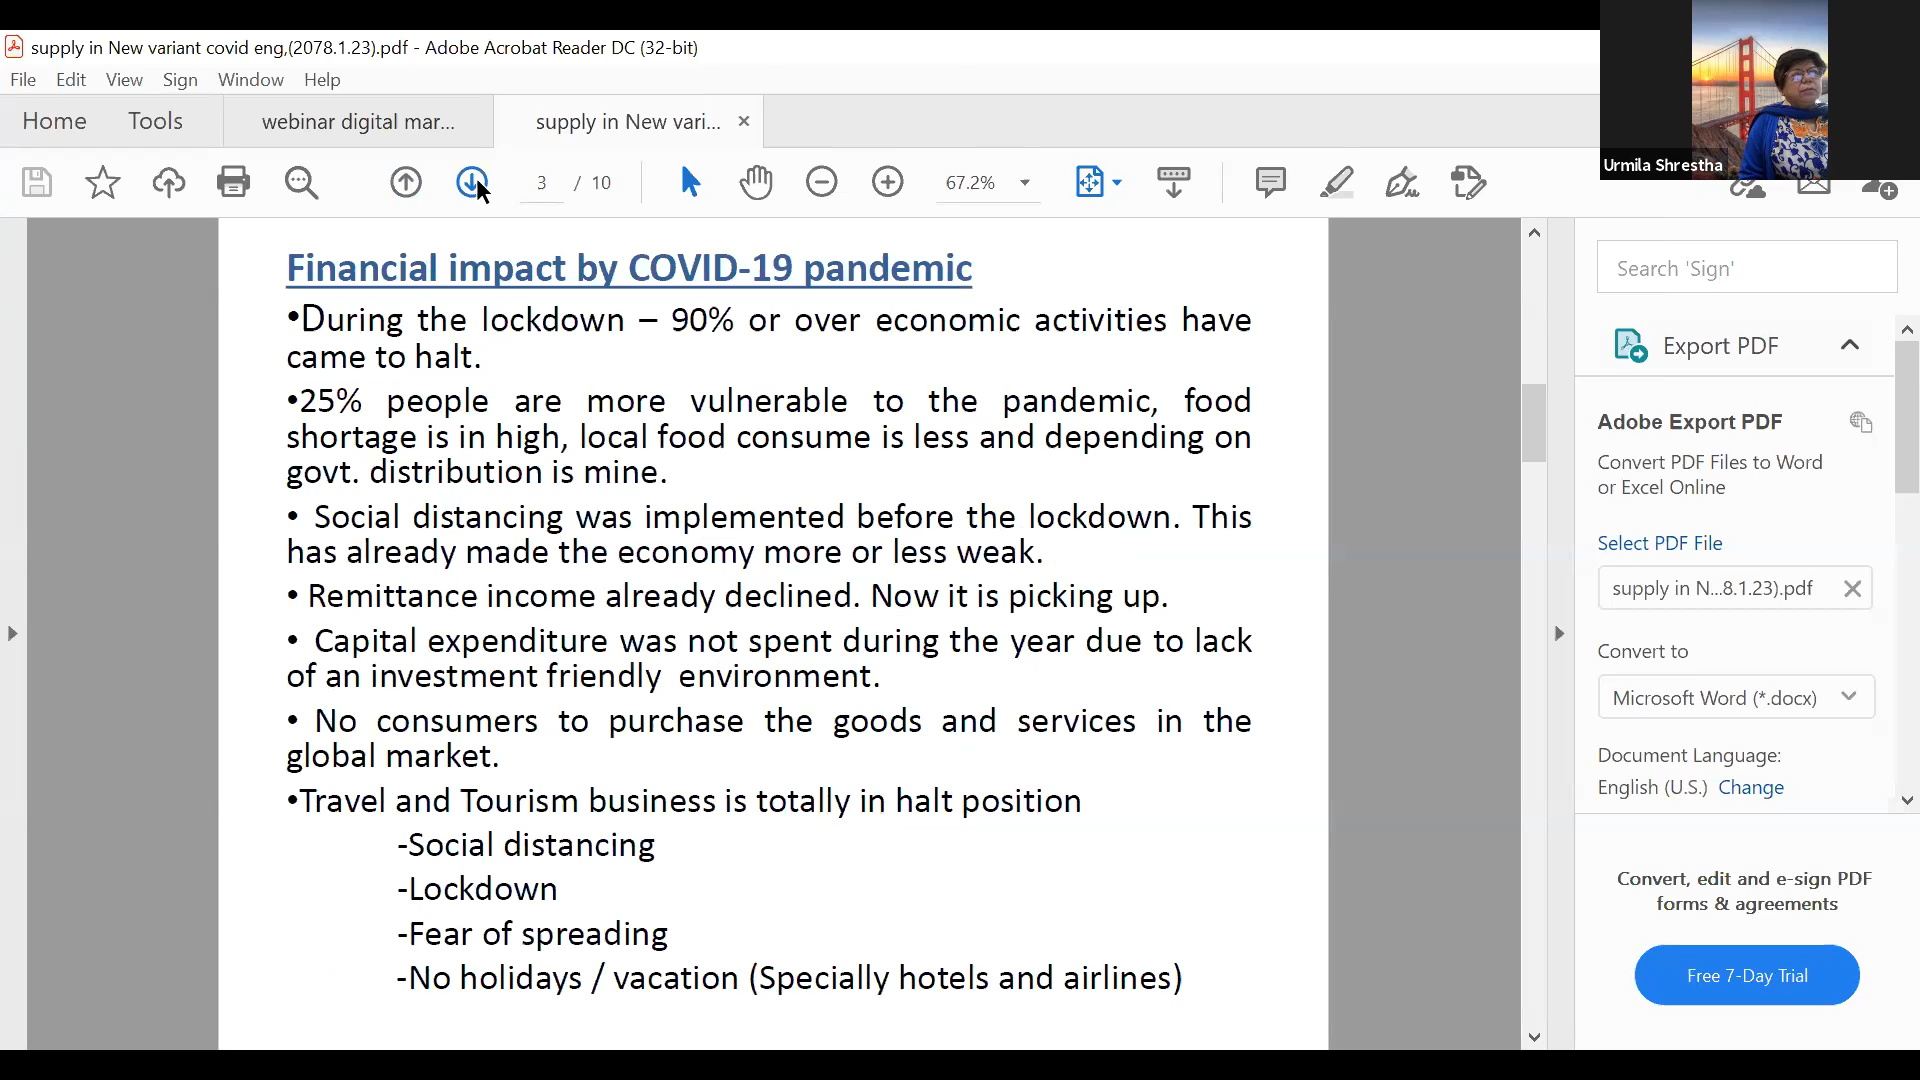 supply in New variant covid eng,(2078.1.23).pdf - Adobe Acrobat Reader DC (32-bit)
File Edit View Sign Window Help
Home Tools webinar digital mar... supply in New vari... ×
3 / 10 67.2%
Urmila Shrestha
Financial impact by COVID-19 pandemic
•During the lockdown – 90% or over economic activities have
came to halt.
•25% people are more vulnerable to the pandemic, food
shortage is in high, local food consume is less and depending on
govt. distribution is mine.
• Social distancing was implemented before the lockdown. This
has already made the economy more or less weak.
• Remittance income already declined. Now it is picking up.
• Capital expenditure was not spent during the year due to lack
of an investment friendly environment.
• No consumers to purchase the goods and services in the
global market.
•Travel and Tourism business is totally in halt position
-Social distancing
-Lockdown
-Fear of spreading
-No holidays / vacation (Specially hotels and airlines)
Search 'Sign'
Export PDF
Adobe Export PDF
Convert PDF Files to Word
or Excel Online
Select PDF File
supply in N...8.1.23).pdf
Convert to
Microsoft Word (*.docx)
Document Language:
English (U.S.) Change
Convert, edit and e-sign PDF
forms & agreements
Free 7-Day Trial